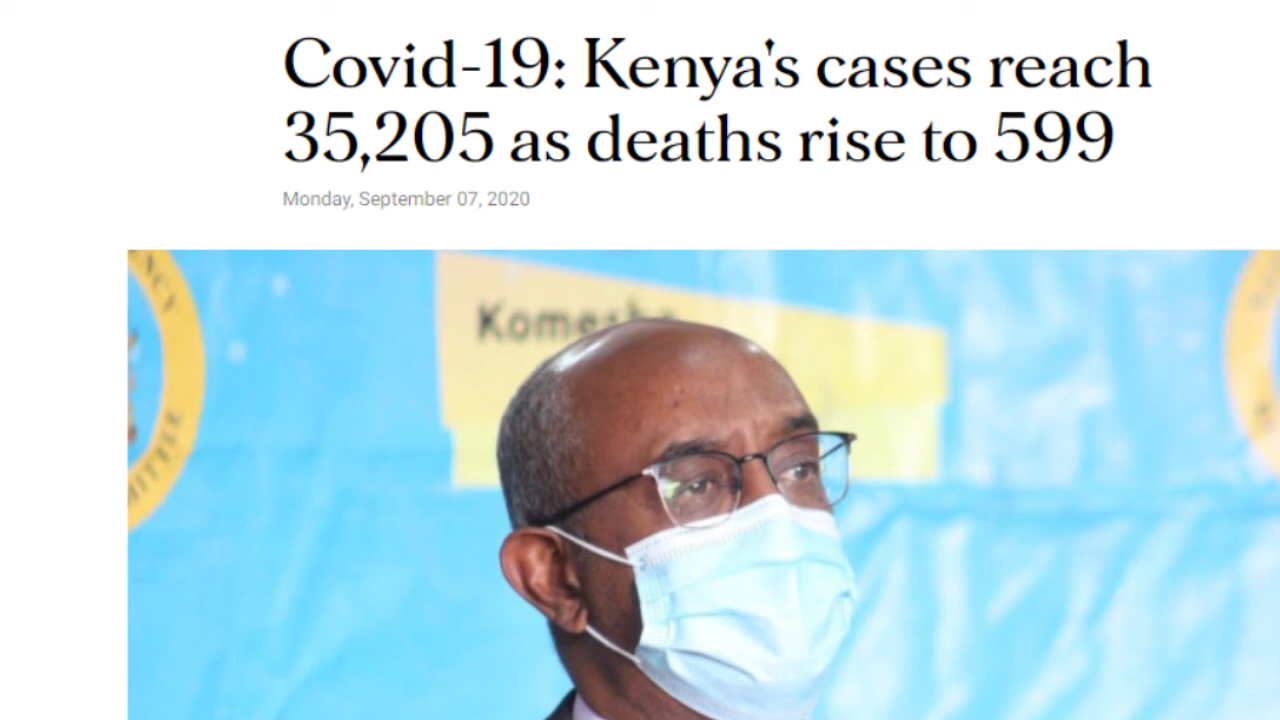 Covid-19: Kenya's cases reach
35,205 as deaths rise to 599
Monday, September 07, 2020